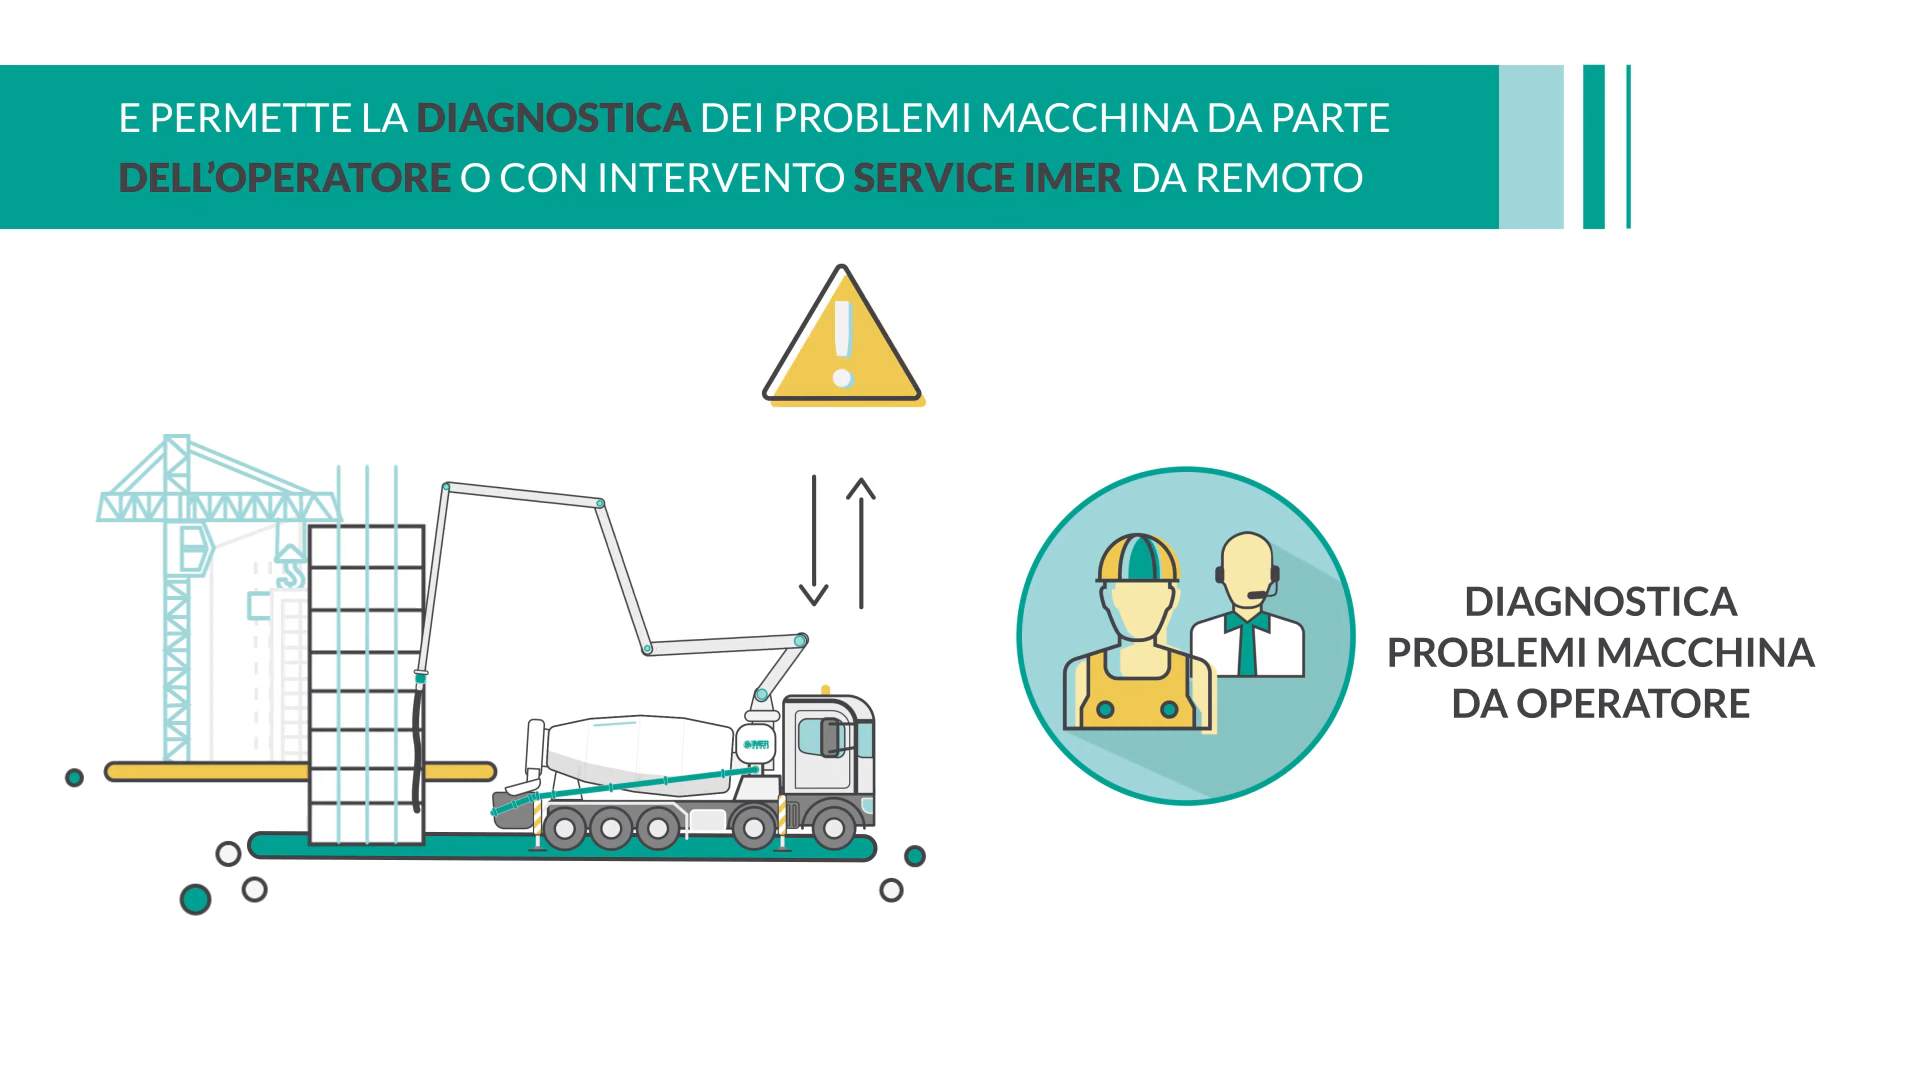 E PERMETTE LA DIAGNOSTICA DEI PROBLEMI MACCHINA DA PARTE
DELL'OPERATORE O CON INTERVENTO SERVICE IMER DA REMOTO
IMER
DIAGNOSTICA
PROBLEMI MACCHINA
DA OPERATORE